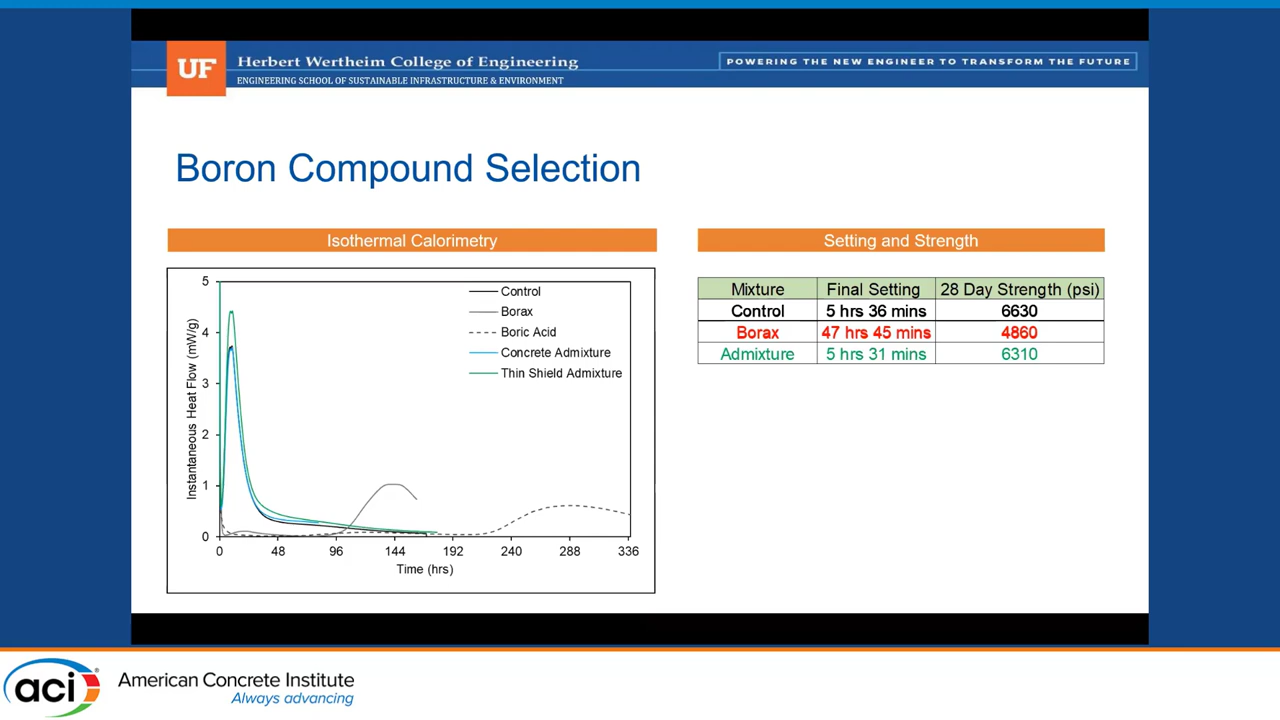 UF
Herbert Wertheim College of Engineering
ENGINEERING SCHOOL OF SUSTAINABLE INFRASTRUCTURE & ENVIRONMENT
POWERING THE NEW ENGINEER TO TRANSFORM THE FUTURE
Boron Compound Selection
Isothermal Calorimetry
Instantaneous Heat Flow (mW/g)
5
4
3
2
1
0
Control
Borax
Boric Acid
Concrete Admixture
Thin Shield Admixture
0 48 96 144 192 240 288 336
Time (hrs)
Setting and Strength
Mixture Final Setting 28 Day Strength (psi)
Control 5 hrs 36 mins 6630
Borax 47 hrs 45 mins 4860
Admixture 5 hrs 31 mins 6310
aci®
American Concrete Institute
Always advancing